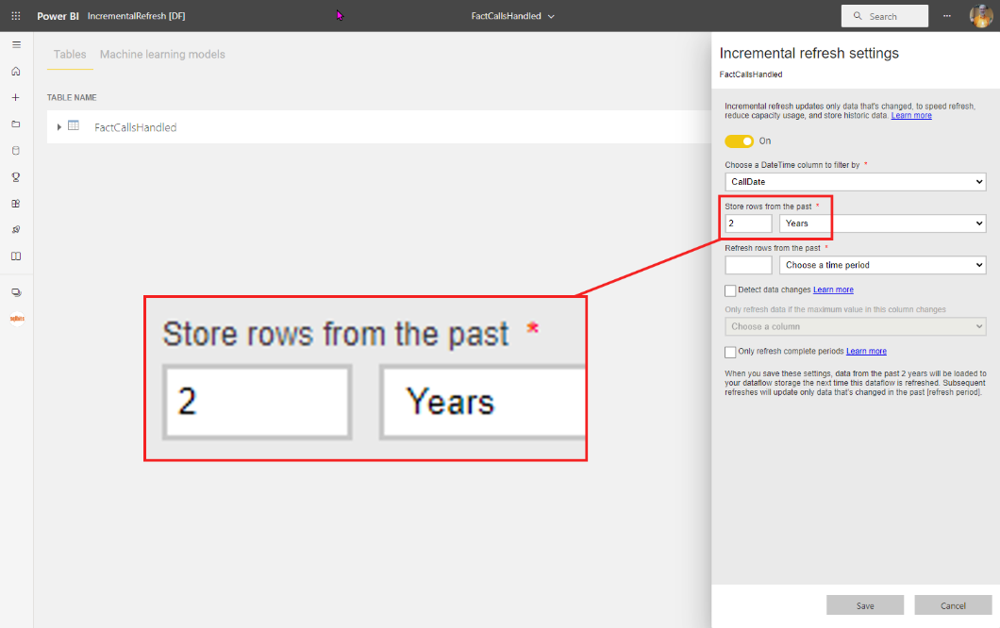 Power BI IncrementalRefresh [DF] FactCallsHandled Search
Tables Machine learning models
TABLE NAME
FactCallsHandled
Store rows from the past *
2 Years
Incremental refresh settings
FactCallsHandled
Incremental refresh updates only data that's changed, to speed refresh,
reduce capacity usage, and store historic data. Learn more
On
Choose a DateTime column to filter by *
CallDate
Store rows from the past *
2 Years
Refresh rows from the past *
Choose a time period
Detect data changes Learn more
Only refresh data if the maximum value in this column changes
Choose a column
Only refresh complete periods Learn more
When you save these settings, data from the past 2 years will be loaded to
your dataflow storage the next time this dataflow is refreshed. Subsequent
refreshes will update only data that's changed in the past [refresh period].
Save Cancel